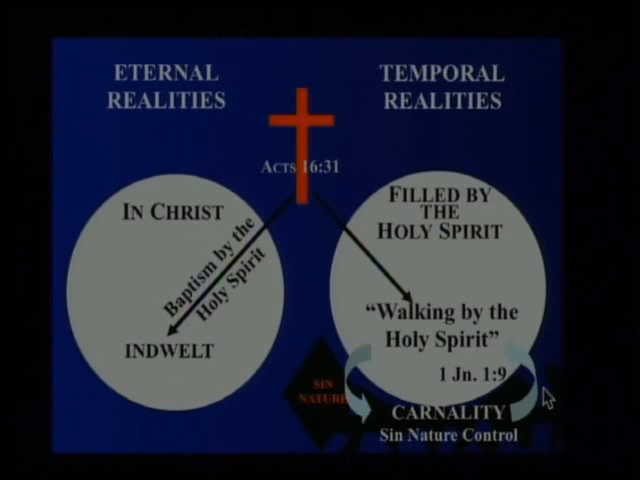 ETERNAL
REALITIES
TEMPORAL
REALITIES
ACTS 16:31
IN CHRIST
Baptism by the
Holy Spirit
INDWELT
FILLED BY
THE
HOLY SPIRIT
“Walking by the
Holy Spirit”
1 Jn. 1:9
SIN
NATURE
CARNALITY
Sin Nature Control